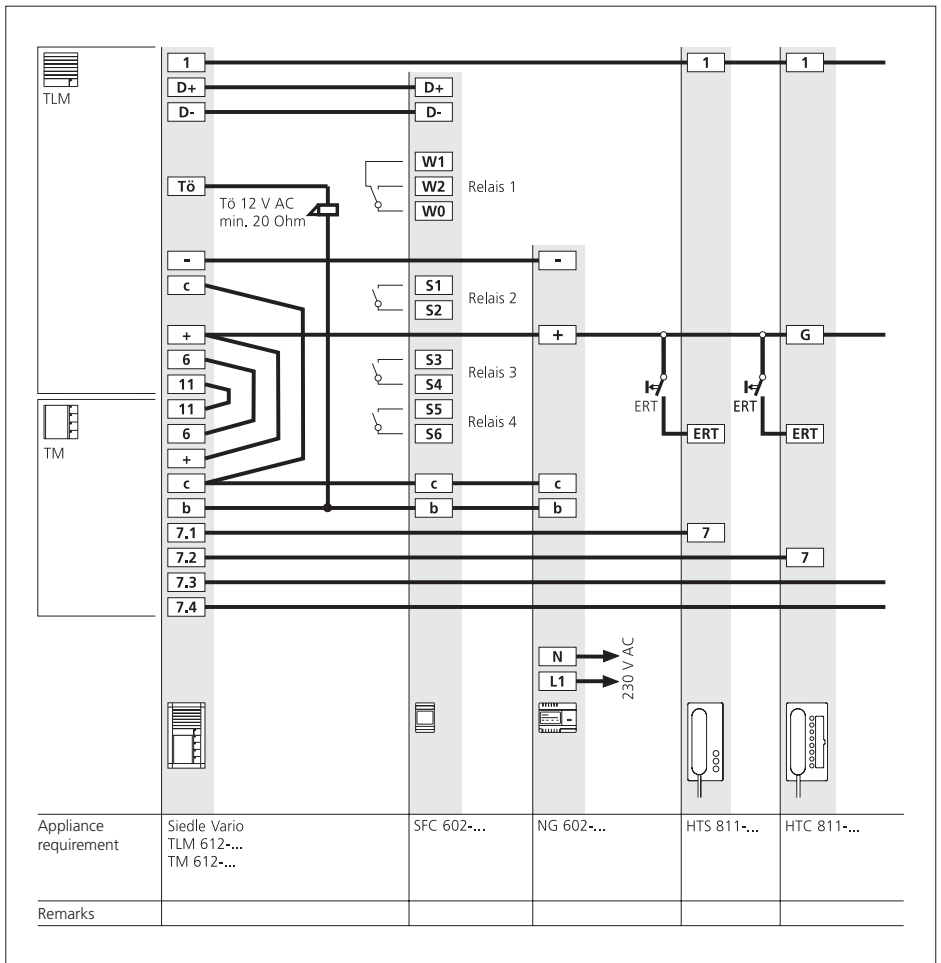 TLM
1 1 1
D+ D+
D- D-
W1
Tö W2 Relais 1
Tö 12 V AC
min. 20 Ohm
W0
- -
c S1
Relais 2
S2
+ + G
6 S3
Relais 3
11 S4
ERT ERT
11 S5
Relais 4
6 S6 ERT ERT
TM
+
c c c
b b b
7.1 7
7.2 7
7.3
7.4
N
L1
230 V AC
Appliance
requirement
Siedle Vario
TLM 612-...
TM 612-...
SFC 602-...
NG 602-...
HTS 811-...
HTC 811-...
Remarks